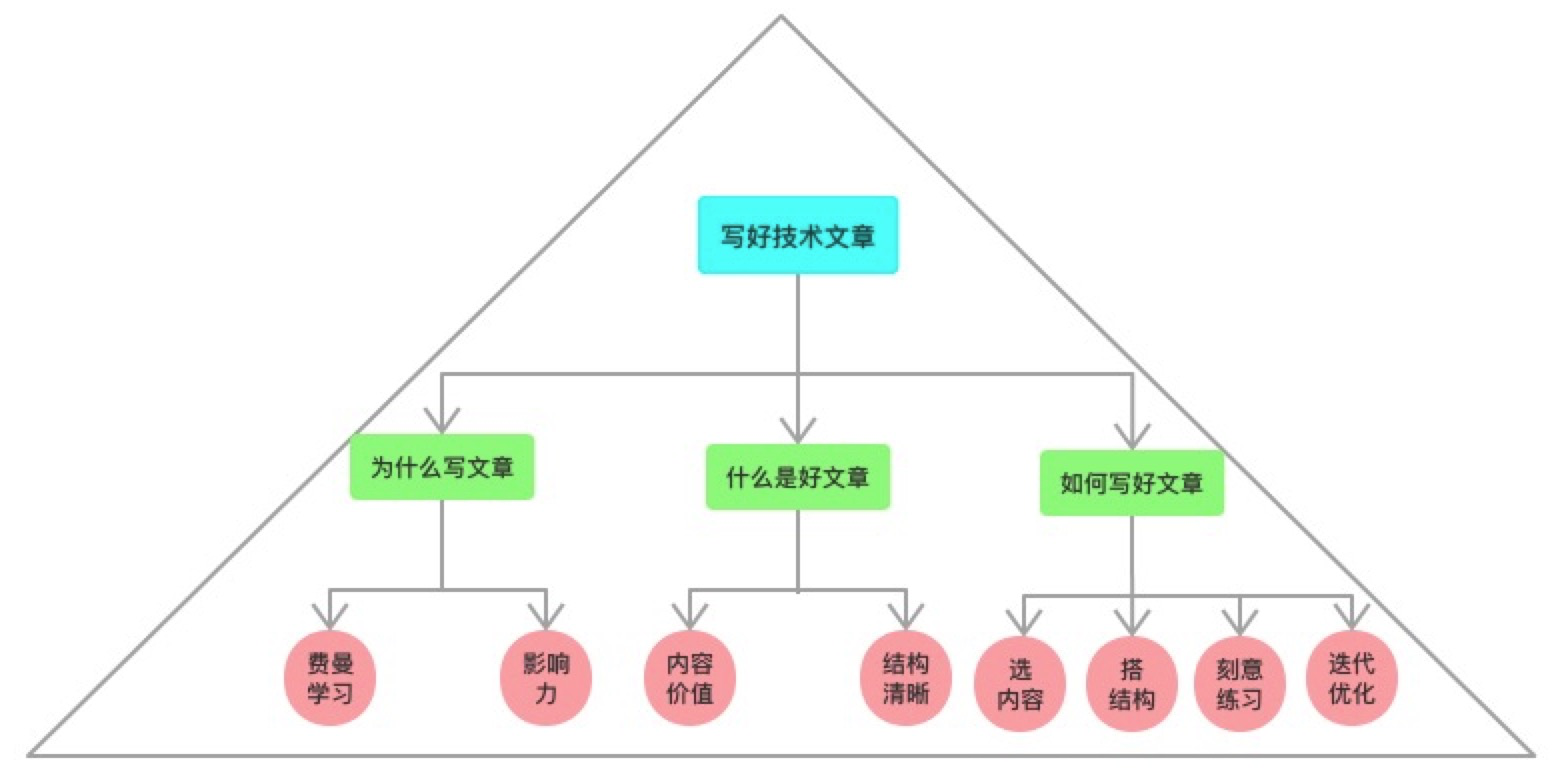 写好技术文章
为什么写文章
什么是好文章
如何写好文章
费曼
学习
影响
力
内容
价值
结构
清晰
选
内容
搭
结构
刻意
练习
迭代
优化